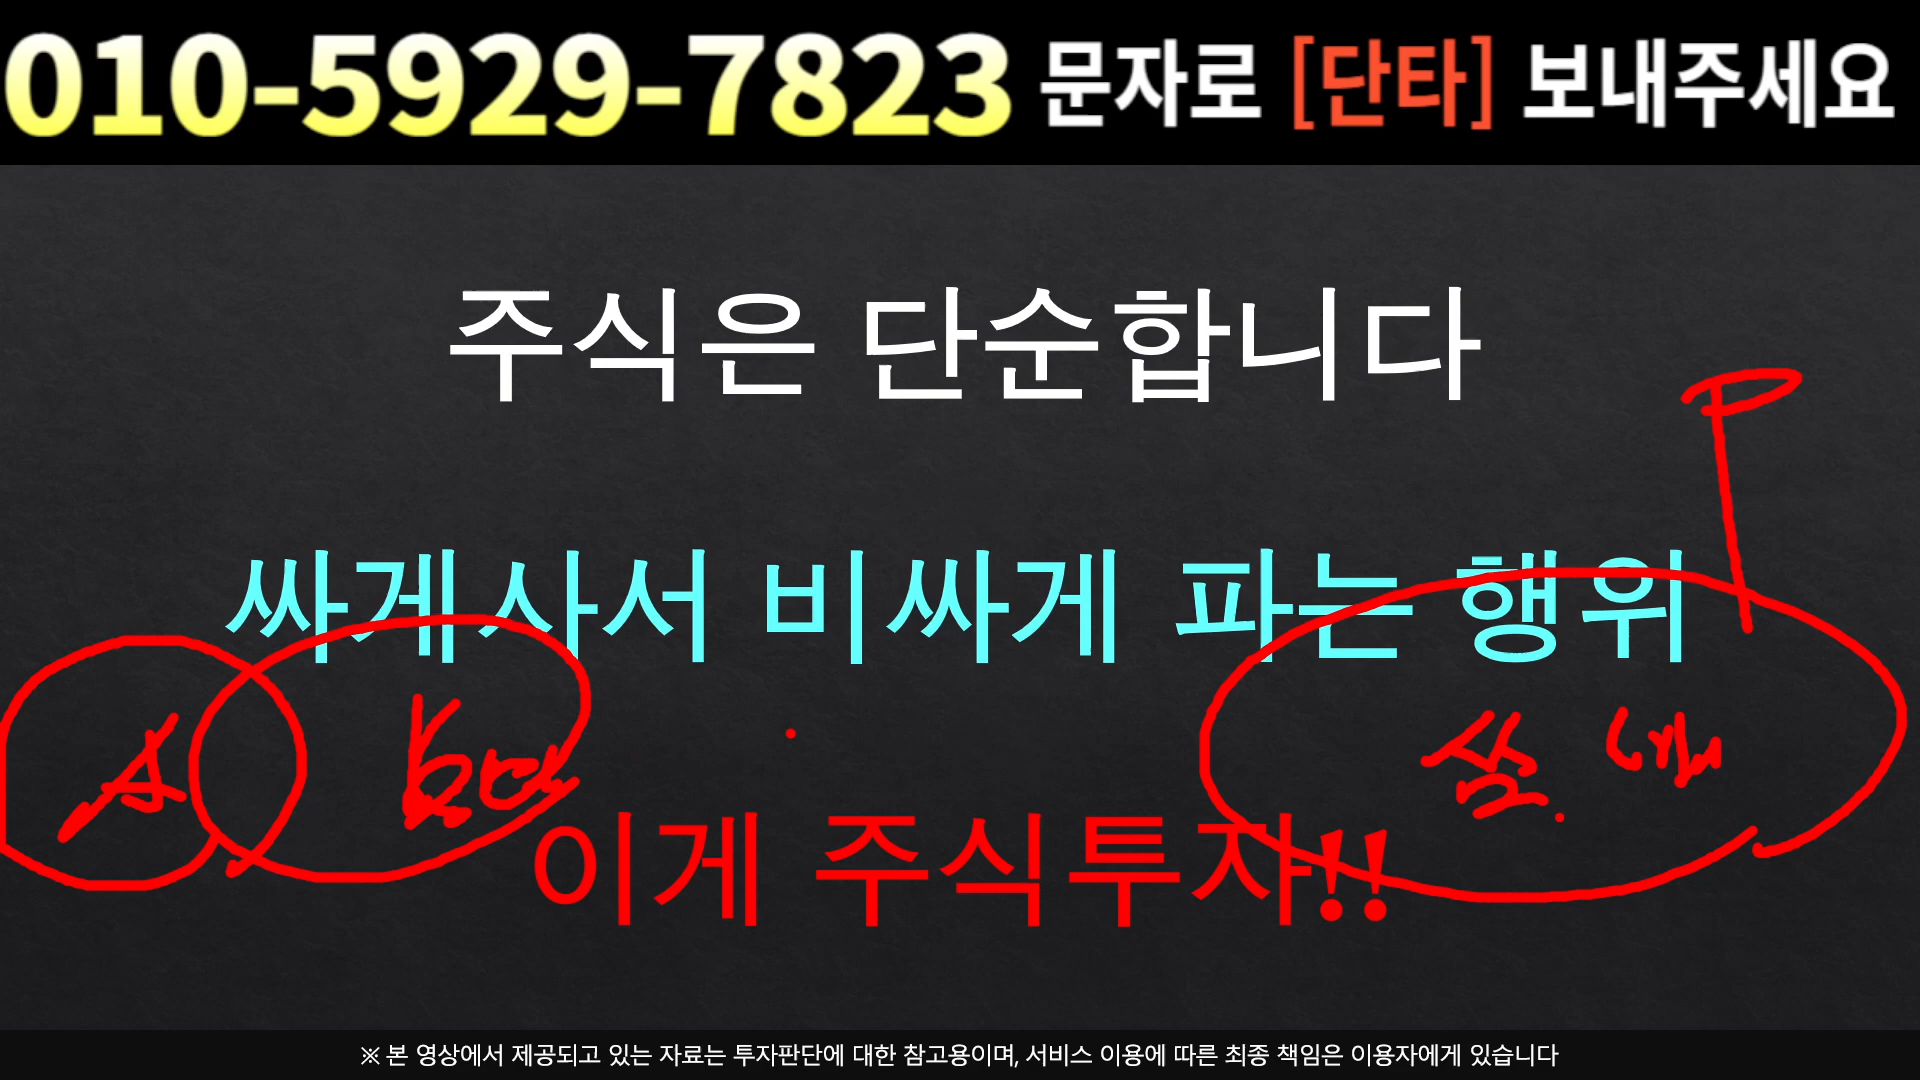 010-5929-7823 문자로 [단타] 보내주세요
주식은 단순합니다
싸게사서 비싸게 파는 행위
이게 주식투자!!
※ 본 영상에서 제공되고 있는 자료는 투자판단에 대한 참고용이며, 서비스 이용에 따른 최종 책임은 이용자에게 있습니다